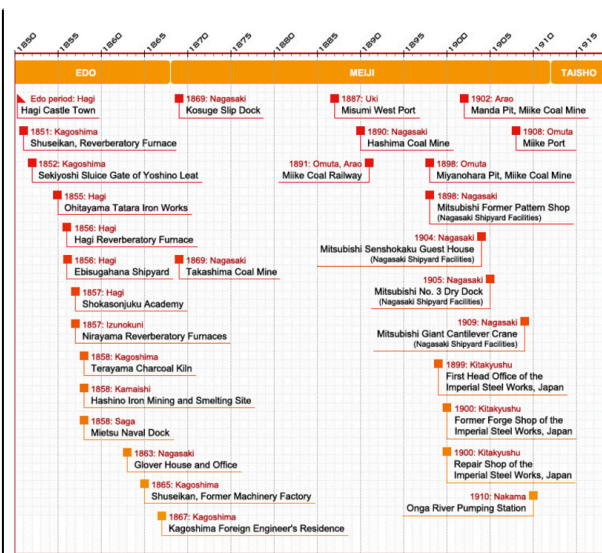 1850 1855 1860 1865 1870 1875 1880 1885 1890 1895 1900 1905 1910 1915
EDO MEIJI TAISHO
Edo period: Hagi
Hagi Castle Town
1851: Kagoshima
Shuseikan, Reverberatory Furnace
1852: Kagoshima
Sekiyoshi Sluice Gate of Yoshino Leat
1855: Hagi
Ohitayama Tatara Iron Works
1856: Hagi
Hagi Reverberatory Furnace
1856: Hagi
Ebisugahana Shipyard
1857: Hagi
Shokasonjuku Academy
1857: Izunokuni
Nirayama Reverberatory Furnaces
1858: Kagoshima
Terayama Charcoal Kiln
1858: Kamaishi
Hashino Iron Mining and Smelting Site
1858: Saga
Mietsu Naval Dock
1863: Nagasaki
Glover House and Office
1865: Kagoshima
Shuseikan, Former Machinery Factory
1867: Kagoshima
Kagoshima Foreign Engineer's Residence
1869: Nagasaki
Kosuge Slip Dock
1869: Nagasaki
Takashima Coal Mine
1887: Uki
Misumi West Port
1890: Nagasaki
Hashima Coal Mine
1891: Omuta, Arao
Miike Coal Railway
1902: Arao
Manda Pit, Miike Coal Mine
1908: Omuta
Miike Port
1898: Omuta
Miyanohara Pit, Miike Coal Mine
1898: Nagasaki
Mitsubishi Former Pattern Shop
(Nagasaki Shipyard Facilities)
1904: Nagasaki
Mitsubishi Senshokaku Guest House
(Nagasaki Shipyard Facilities)
1905: Nagasaki
Mitsubishi No. 3 Dry Dock
(Nagasaki Shipyard Facilities)
1909: Nagasaki
Mitsubishi Giant Cantilever Crane
(Nagasaki Shipyard Facilities)
1899: Kitakyushu
First Head Office of the
Imperial Steel Works, Japan
1900: Kitakyushu
Former Forge Shop of the
Imperial Steel Works, Japan
1900: Kitakyushu
Repair Shop of the
Imperial Steel Works, Japan
1910: Nakama
Onga River Pumping Station